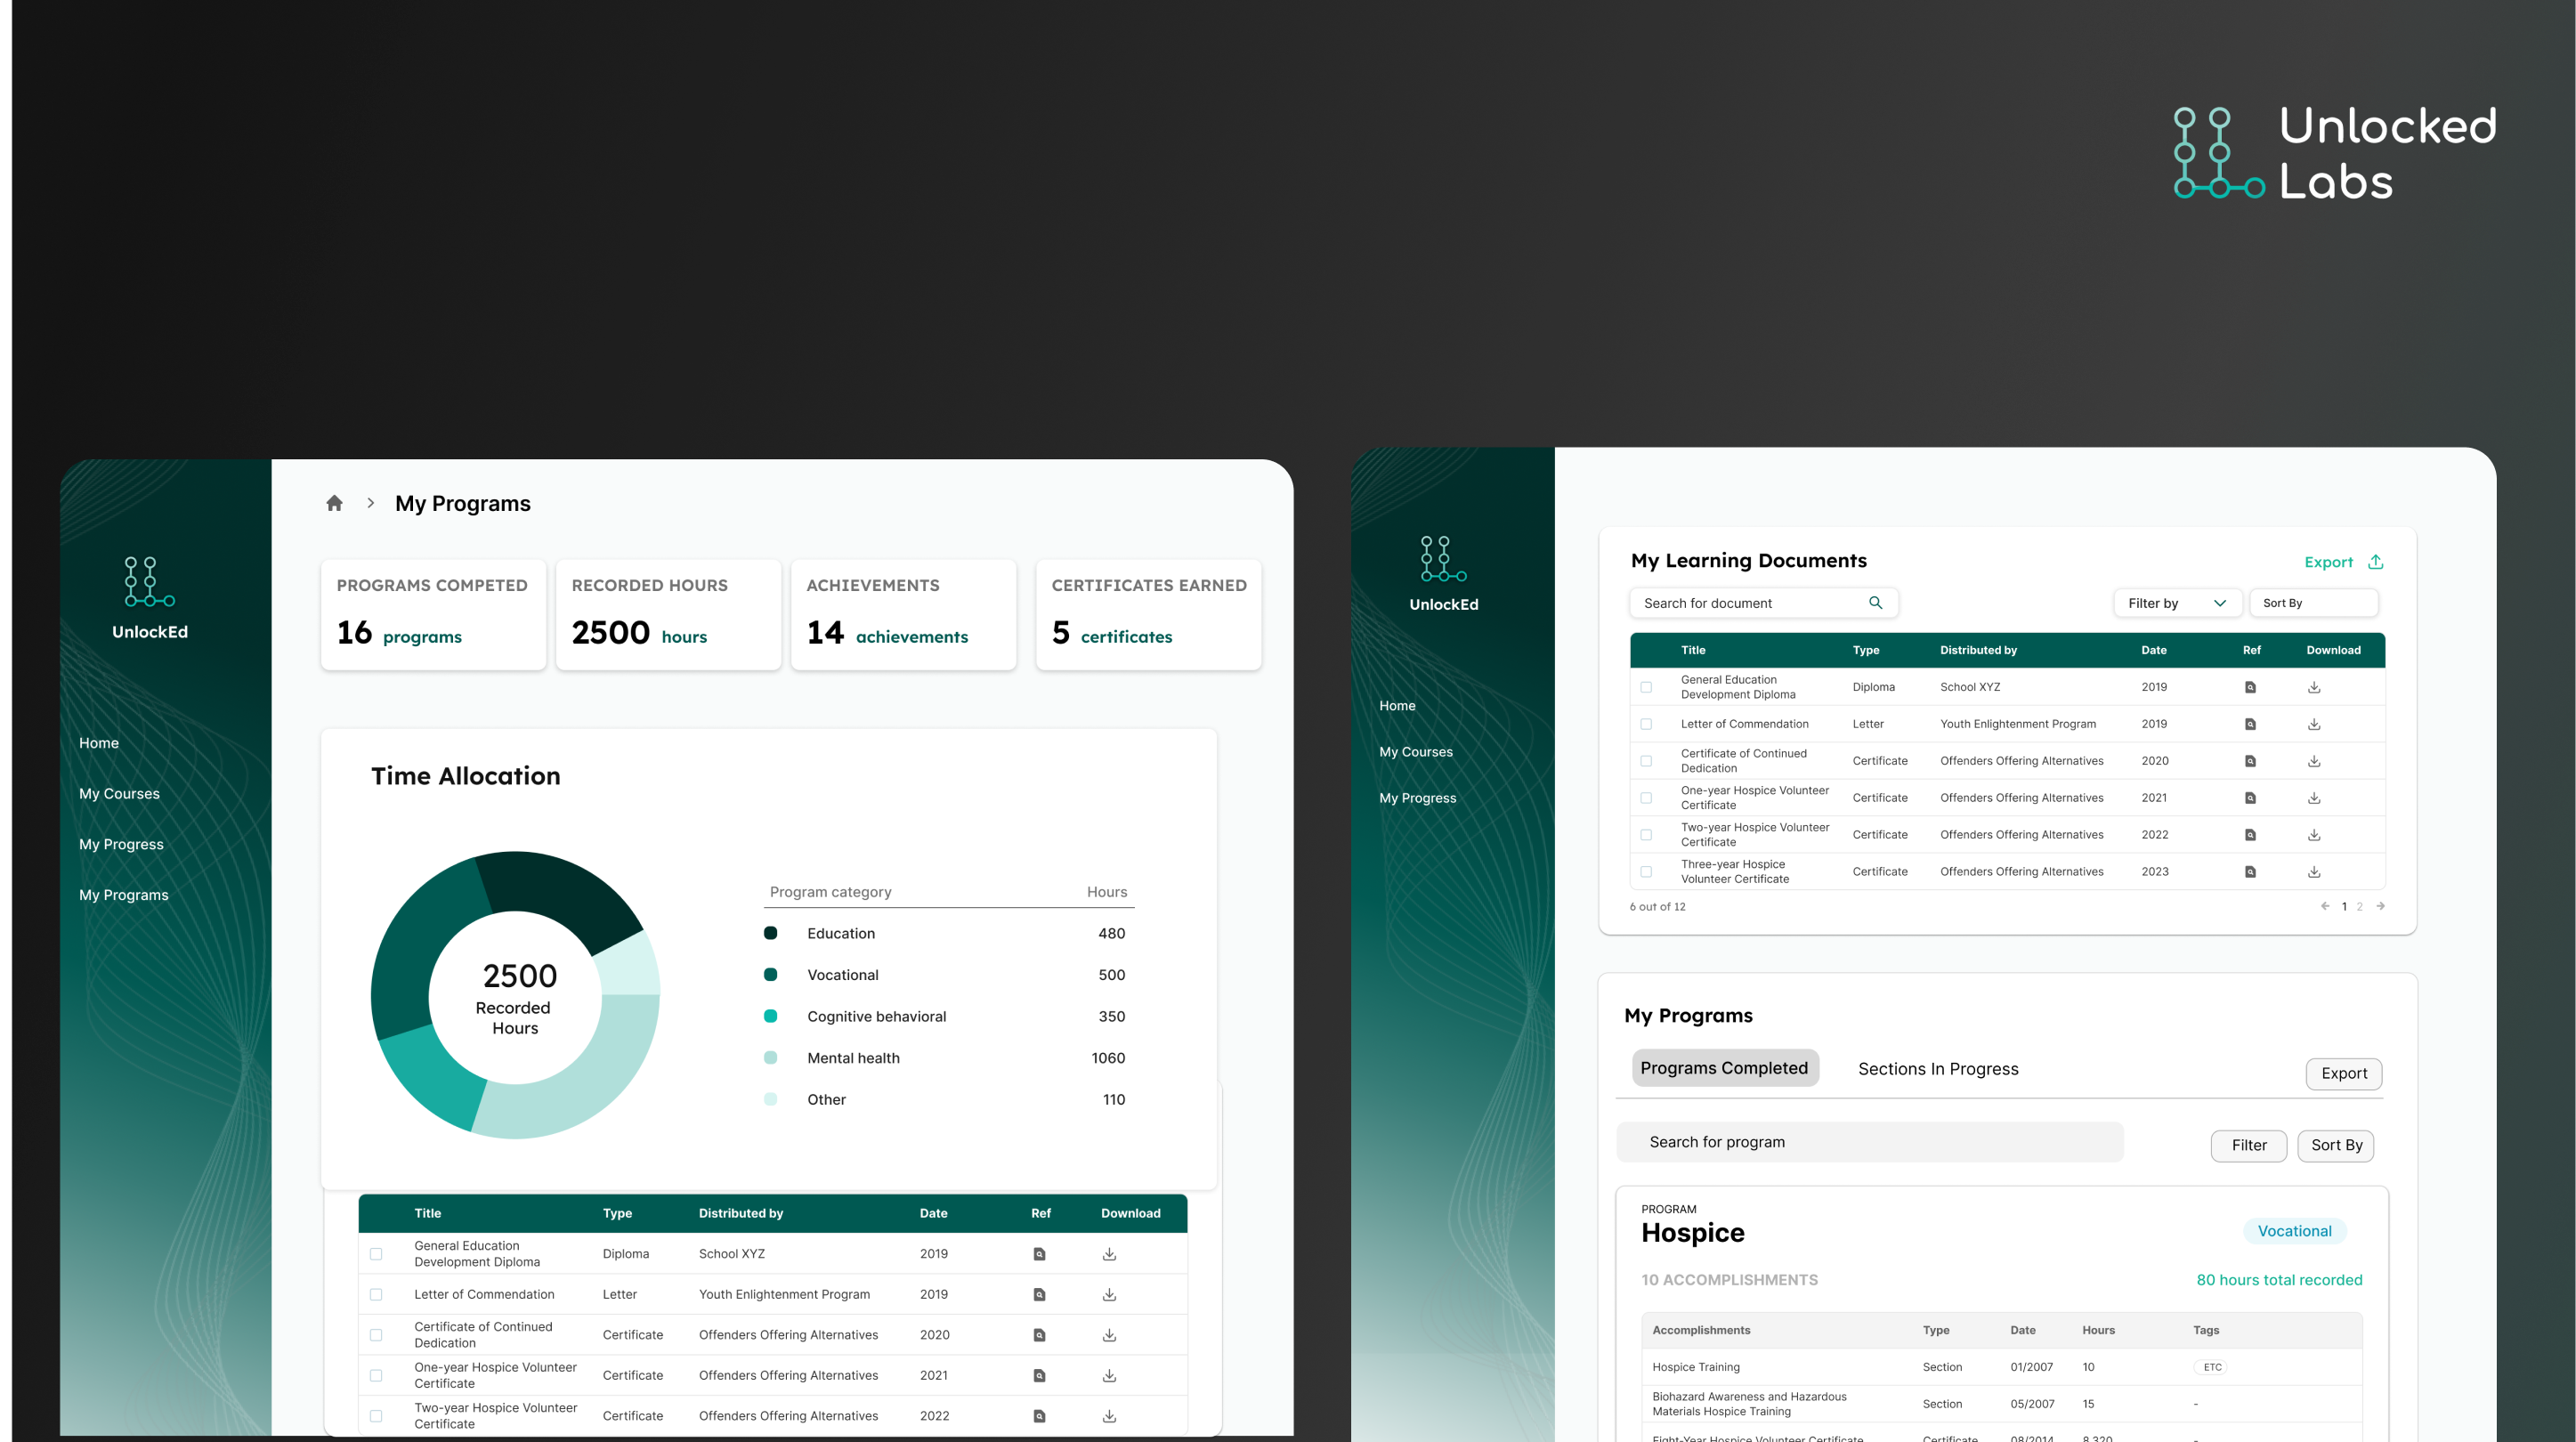 Unlocked
Labs
UnlockEd
Home
My Courses
My Progress
My Programs
My Programs
PROGRAMS COMPETED
16 programs
RECORDED HOURS
2500 hours
ACHIEVEMENTS
14 achievements
CERTIFICATES EARNED
5 certificates
Time Allocation
2500
Recorded
Hours
Program category Hours
Education 480
Vocational 500
Cognitive behavioral 350
Mental health 1060
Other 110
Title Type Distributed by Date Ref Download
General Education
Development Diploma Diploma School XYZ 2019
Letter of Commendation Letter Youth Enlightenment Program 2019
Certificate of Continued
Dedication Certificate Offenders Offering Alternatives 2020
One-year Hospice Volunteer
Certificate Certificate Offenders Offering Alternatives 2021
Two-year Hospice Volunteer
Certificate Certificate Offenders Offering Alternatives 2022
UnlockEd
Home
My Courses
My Progress
My Learning Documents
Export
Search for document
Filter by
Sort By
Title Type Distributed by Date Ref Download
General Education
Development Diploma Diploma School XYZ 2019
Letter of Commendation Letter Youth Enlightenment Program 2019
Certificate of Continued
Dedication Certificate Offenders Offering Alternatives 2020
One-year Hospice Volunteer
Certificate Certificate Offenders Offering Alternatives 2021
Two-year Hospice Volunteer
Certificate Certificate Offenders Offering Alternatives 2022
Three-year Hospice
Volunteer Certificate Certificate Offenders Offering Alternatives 2023
6 out of 12
1 2
My Programs
Programs Completed Sections In Progress Export
Search for program
Filter Sort By
PROGRAM
Hospice
Vocational
10 ACCOMPLISHMENTS
80 hours total recorded
Accomplishments Type Date Hours Tags
Hospice Training Section 01/2007 10 ETC
Biohazard Awareness and Hazardous
Materials Hospice Training Section 05/2007 15 -
Eight-Year Hospice Volunteer Certificate Certificate 08/2014 8,320 -